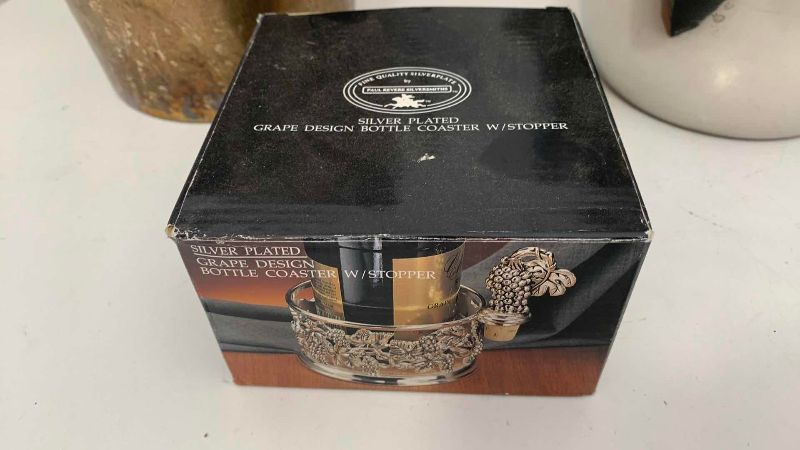 FINE QUALITY SILVERPLATE
by
PAUL REVERE SILVERSMITHS
TM
SILVER PLATED
GRAPE DESIGN BOTTLE COASTER W/STOPPER
SILVER PLATED
GRAPE DESIGN
BOTTLE COASTER W/STOPPER